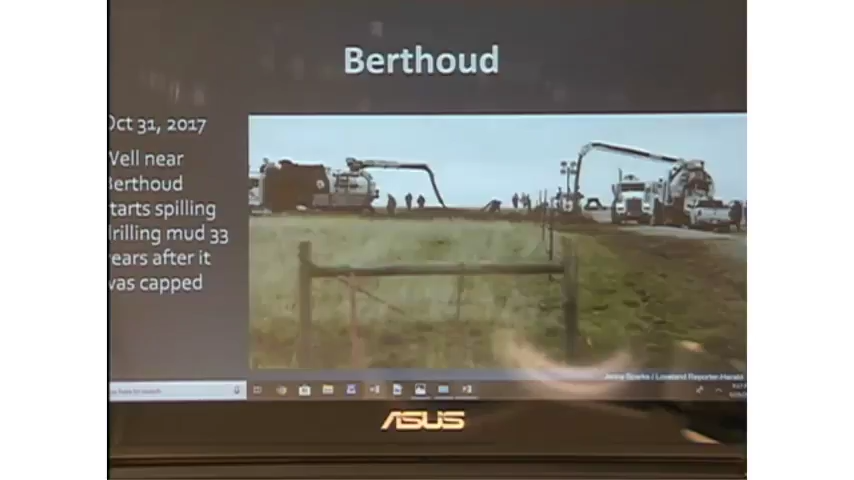 Berthoud
Oct 31, 2017
Well near
Berthoud
starts spilling
drilling mud 33
years after it
was capped
Jenny Sparks / Loveland Reporter-Herald
ASUS